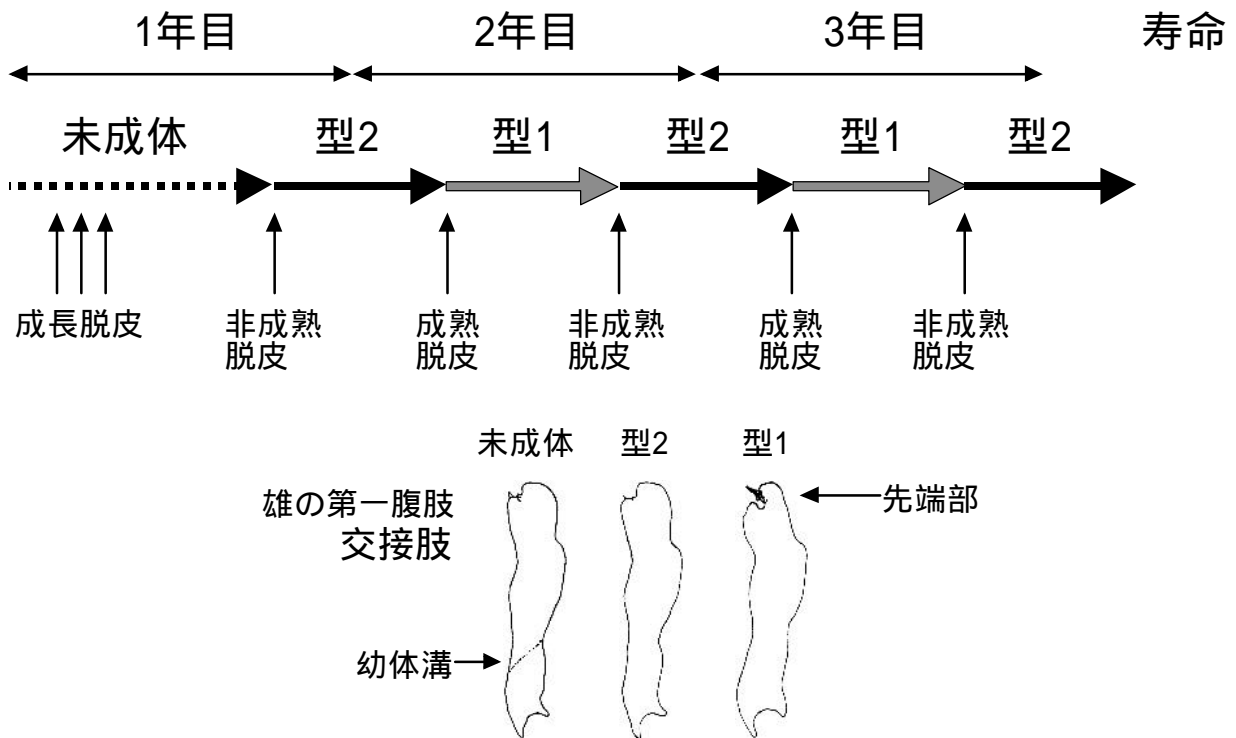 1年目 2年目 3年目 寿命
未成体 型2 型1 型2 型1 型2
成長脱皮 非成熟 成熟 非成熟 成熟 非成熟
脱皮 脱皮 脱皮 脱皮 脱皮
未成体 型2 型1
雄の第一腹肢 先端部
交接肢
幼体溝